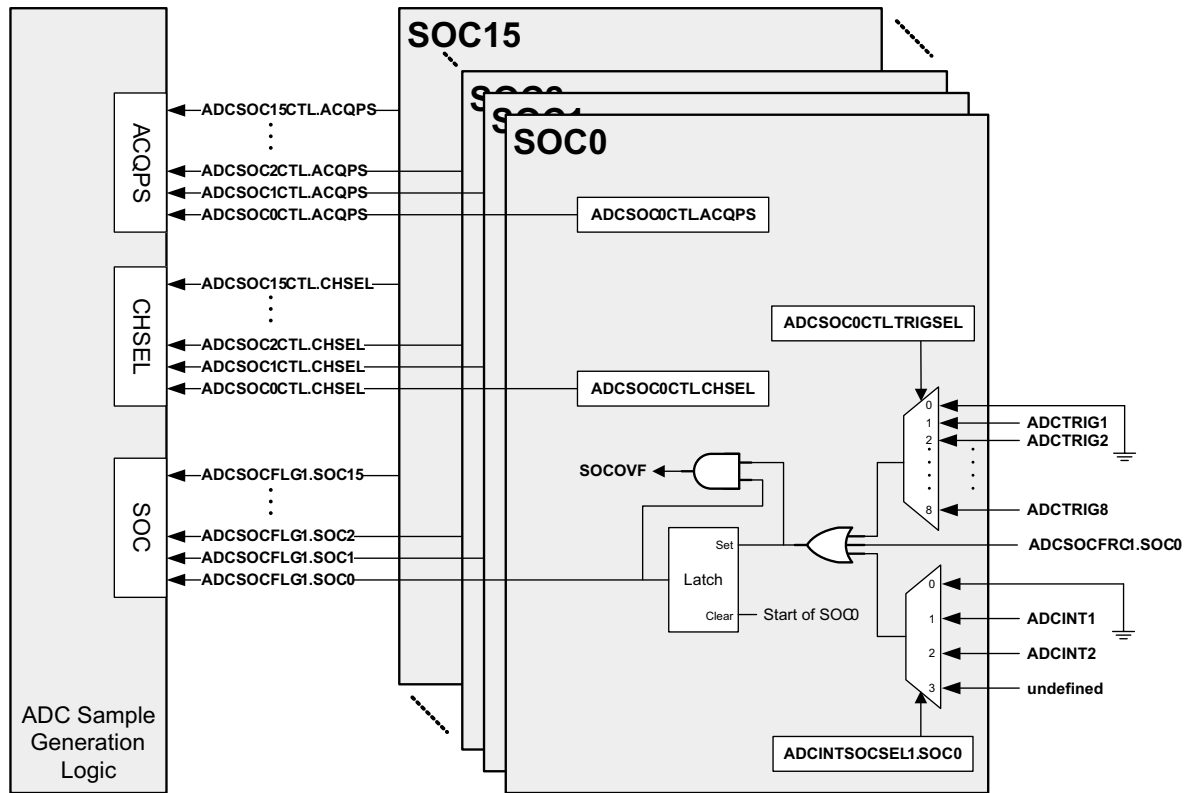 SOC15
SOC2
SOC1
SOC0
ACQPS
ADCSOC15CTL.ACQPS
ADCSOC2CTL.ACQPS
ADCSOC1CTL.ACQPS
ADCSOC0CTL.ACQPS
ADCSOC0CTL.ACQPS
CHSEL
ADCSOC15CTL.CHSEL
ADCSOC2CTL.CHSEL
ADCSOC1CTL.CHSEL
ADCSOC0CTL.CHSEL
ADCSOC0CTL.CHSEL
ADCSOC0CTL.TRIGSEL
0
1
2
8
ADCTRIG1
ADCTRIG2
ADCTRIG8
SOC
ADCSOCFLG1.SOC15
ADCSOCFLG1.SOC2
ADCSOCFLG1.SOC1
ADCSOCFLG1.SOC0
SOCOVF
Set
Latch
Clear
Start of SOC0
ADCSOCFRC1.SOC0
0
1
2
3
ADCINT1
ADCINT2
undefined
ADCINTSOCSEL1.SOC0
ADC Sample
Generation
Logic